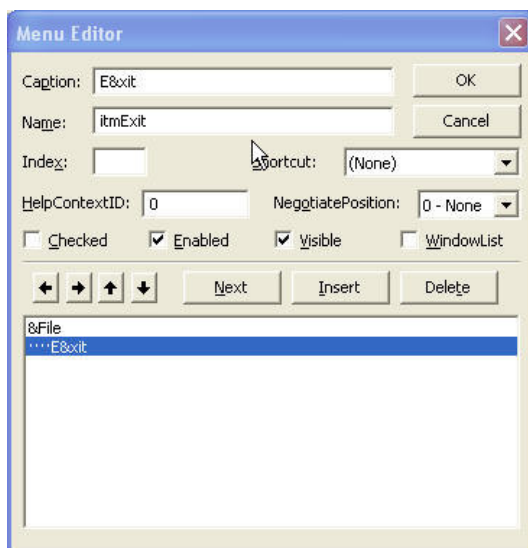 Menu Editor
Caption: E&xit OK
Name: itmExit Cancel
Index: Shortcut: (None)
HelpContextID: 0 NegotiatePosition: 0 - None
Checked Enabled Visible WindowList
Next Insert Delete
&File
····E&xit